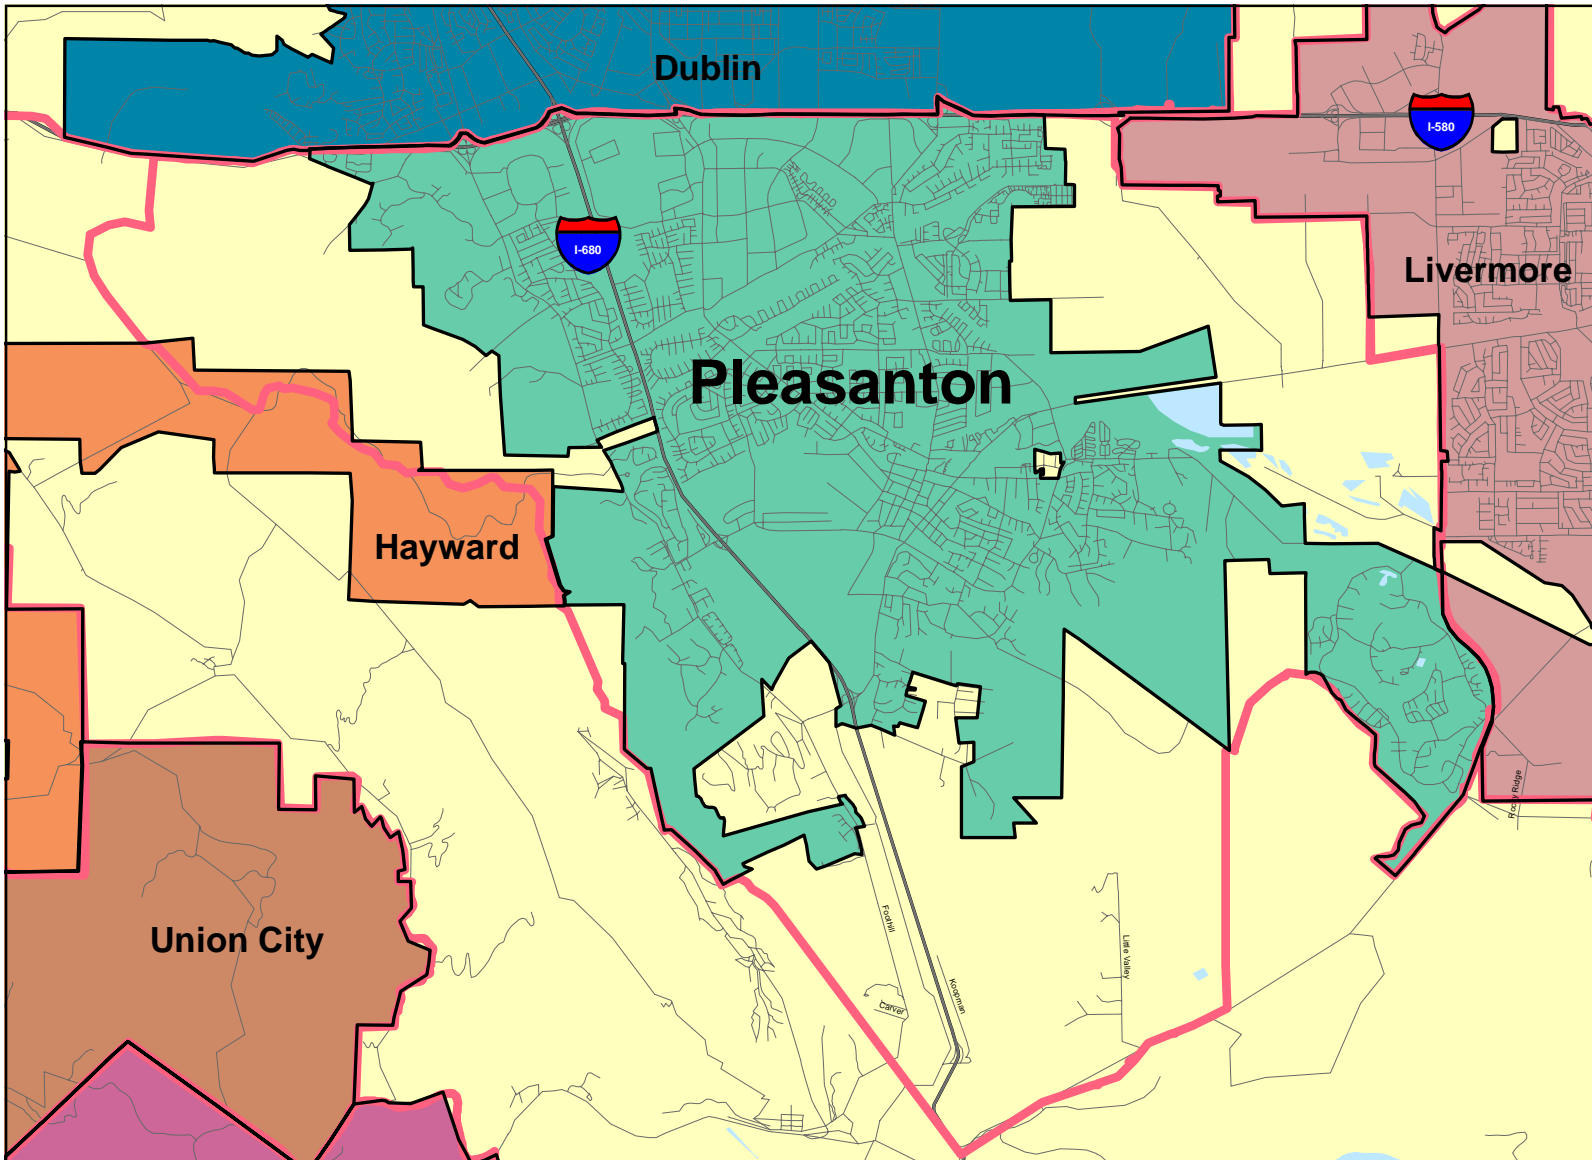 Dublin
I-580
I-680
Livermore
Pleasanton
Hayward
Rocky Ridge
Union City
Foothill
Little Valley
Koopman
Carver